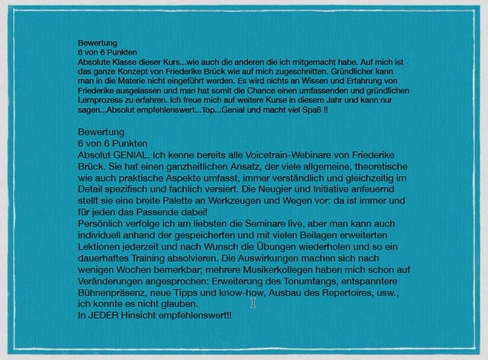 Bewertung
6 von 6 Punkten
Absolute Klasse dieser Kurs...wie auch die anderen die ich mitgemacht habe. Auf mich ist
das ganze Konzept von Friederike Brück wie auf mich zugeschnitten. Gründlicher kann
man in die Materie nicht eingeführt werden. Es wird nichts an Wissen und Erfahrung von
Friederike ausgelassen und man hat somit die Chance einen umfassenden und gründlichen
Lernprozess zu erfahren. Ich freue mich auf weitere Kurse in diesem Jahr und kann nur
sagen...Absolut empfehlenswert...Top...Genial und macht viel Spaß !!
Bewertung
6 von 6 Punkten
Absolut GENIAL. Ich kenne bereits alle Voicetrain-Webinare von Friederike
Brück. Sie hat einen ganzheitlichen Ansatz, der viele allgemeine, theoretische
wie auch praktische Aspekte umfasst, immer verständlich und gleichzeitig im
Detail spezifisch und fachlich versiert. Die Neugier und Initiative anfeuernd
stellt sie eine breite Palette an Werkzeugen und Wegen vor: da ist immer und
für jeden das Passende dabei!
Persönlich verfolge ich am liebsten die Seminare live, aber man kann auch
individuell anhand der gespeicherten und mit vielen Beilagen erweiterten
Lektionen jederzeit und nach Wunsch die Übungen wiederholen und so ein
dauerhaftes Training absolvieren. Die Auswirkungen machen sich nach
wenigen Wochen bemerkbar; mehrere Musikerkollegen haben mich schon auf
Veränderungen angesprochen: Erweiterung des Tonumfangs, entspanntere
Bühnenpräsenz, neue Tipps und know-how, Ausbau des Repertoires, usw.,
ich konnte es nicht glauben.
In JEDER Hinsicht empfehlenswert!!